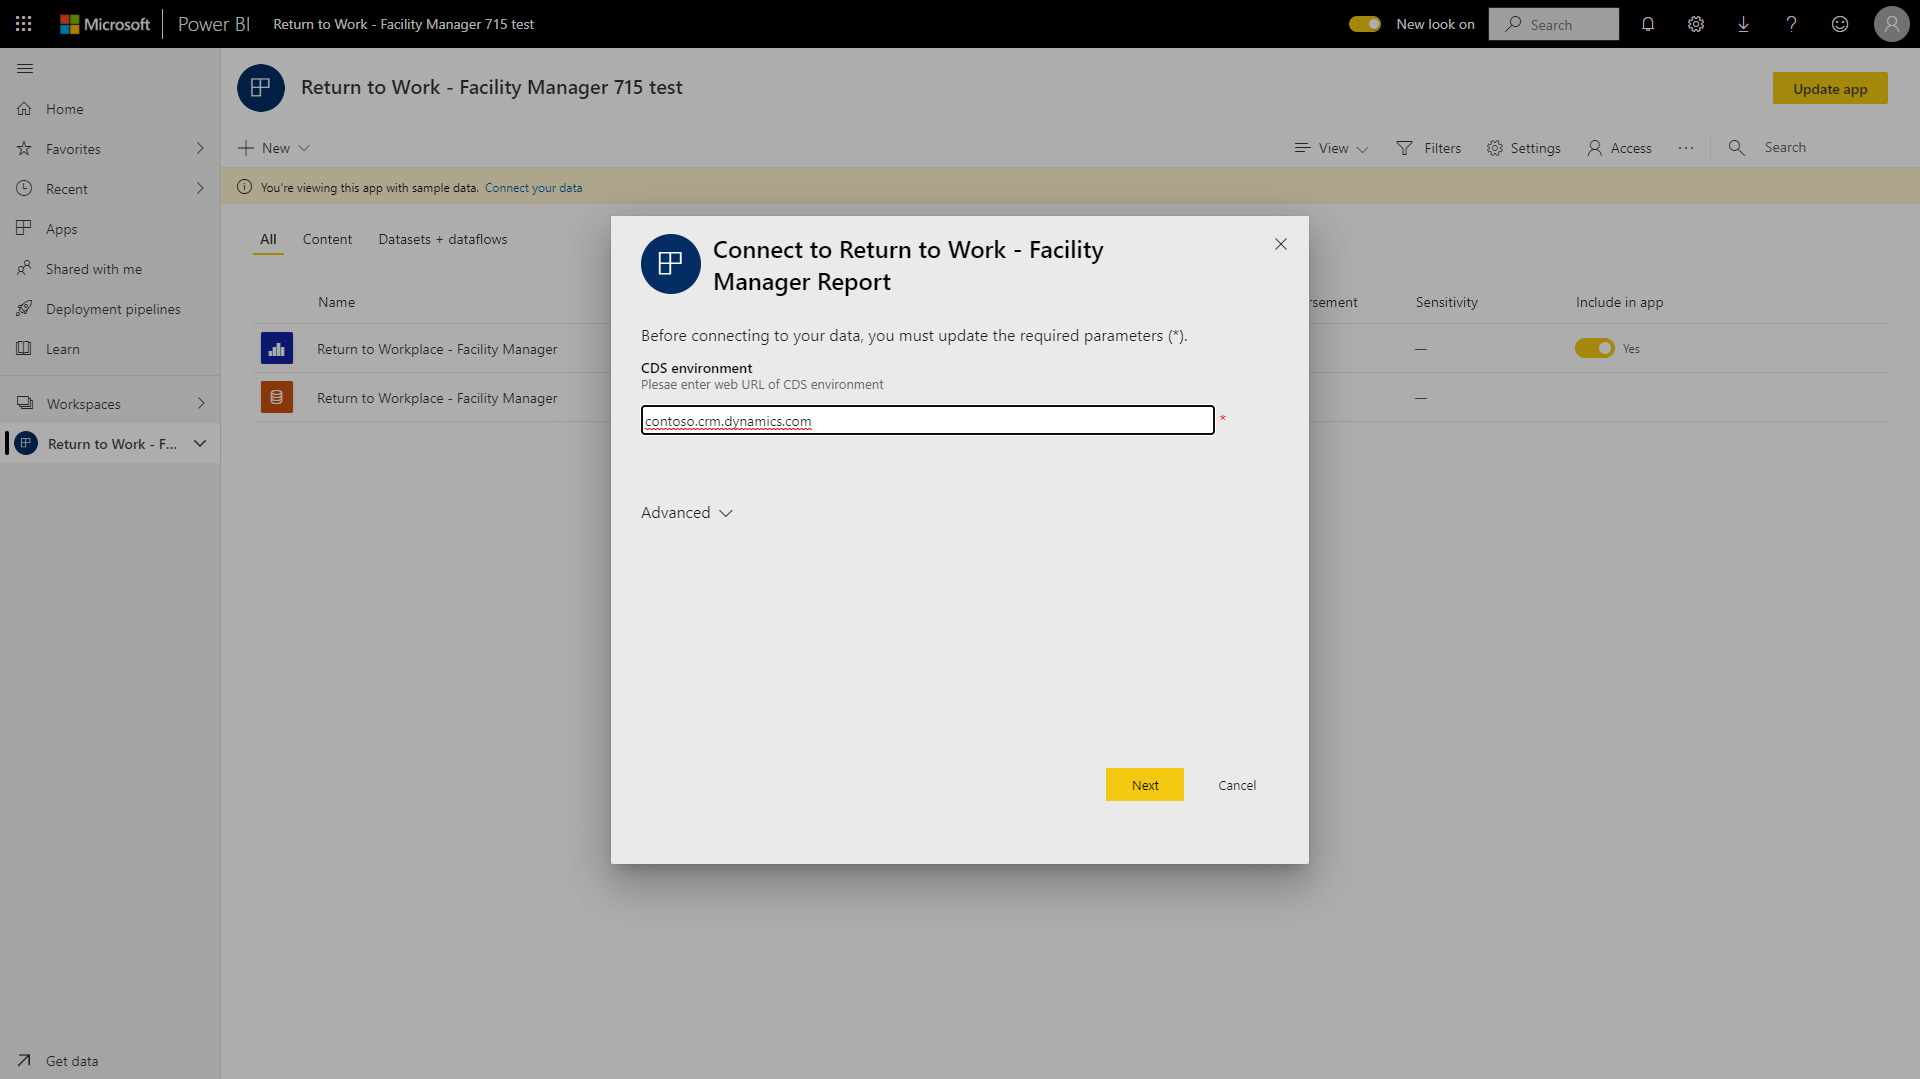 Microsoft Power BI Return to Work - Facility Manager 715 test New look on Search
Return to Work - Facility Manager 715 test
Update app
Home
Favorites
Recent
Apps
Shared with me
Deployment pipelines
Learn
Workspaces
Return to Work - F...
Get data
New View Filters Settings Access Search
You're viewing this app with sample data. Connect your data
All Content Datasets + dataflows
Name rsement Sensitivity Include in app
Return to Workplace - Facility Manager — Yes
Return to Workplace - Facility Manager —
Connect to Return to Work - Facility
Manager Report
Before connecting to your data, you must update the required parameters (*).
CDS environment
Plesae enter web URL of CDS environment
contoso.crm.dynamics.com *
Advanced
Next Cancel